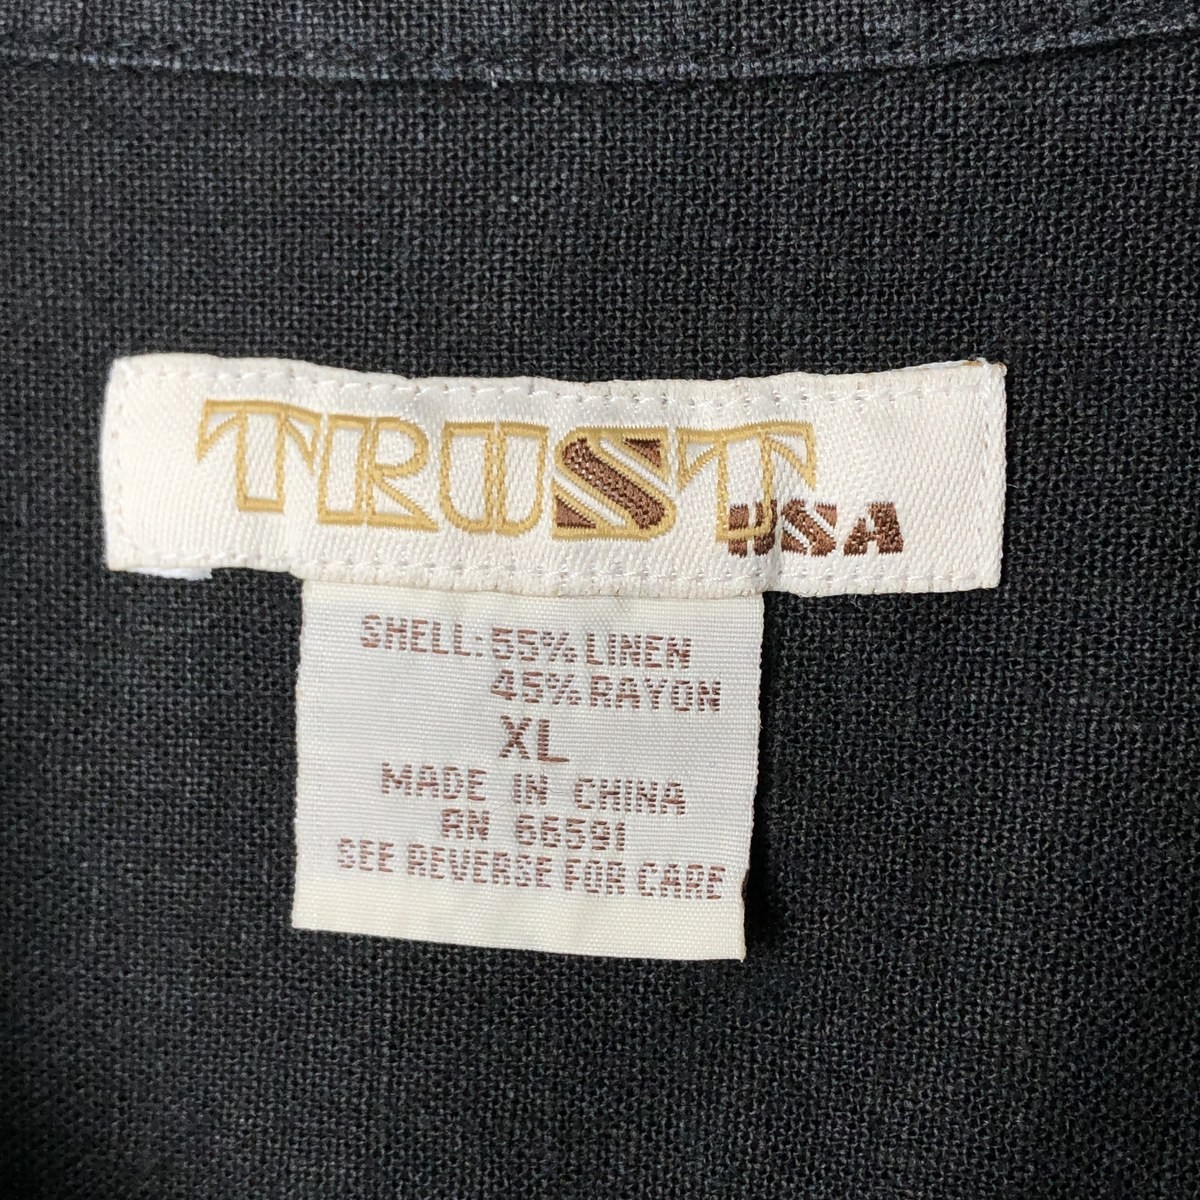 TRUST
USA
SHELL: 55% LINEN
45% RAYON
XL
MADE IN CHINA
RN 66591
SEE REVERSE FOR CARE